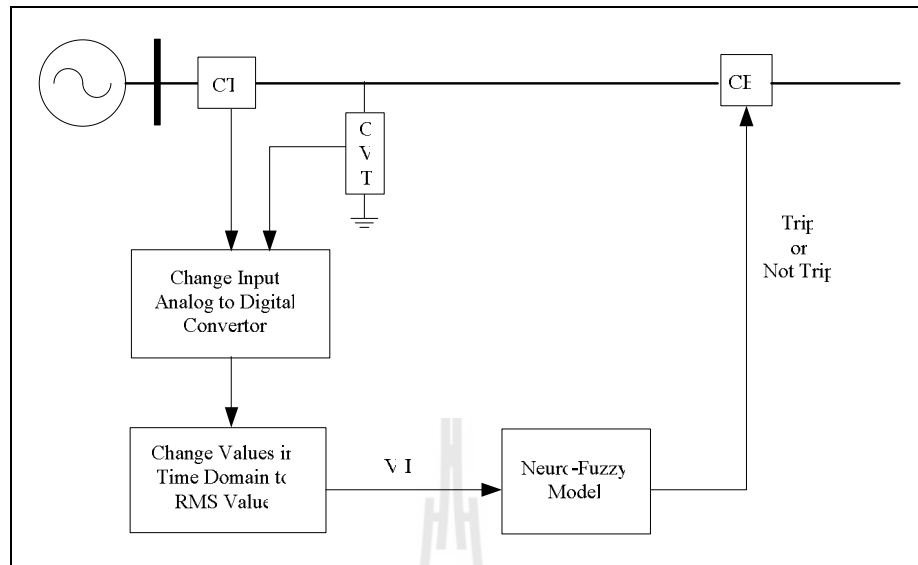 CT
CB
C
V
T
Trip
or
Not Trip
Change Input
Analog to Digital
Convertor
Change Values in
Time Domain to
RMS Value
V,I
Neuro-Fuzzy
Model